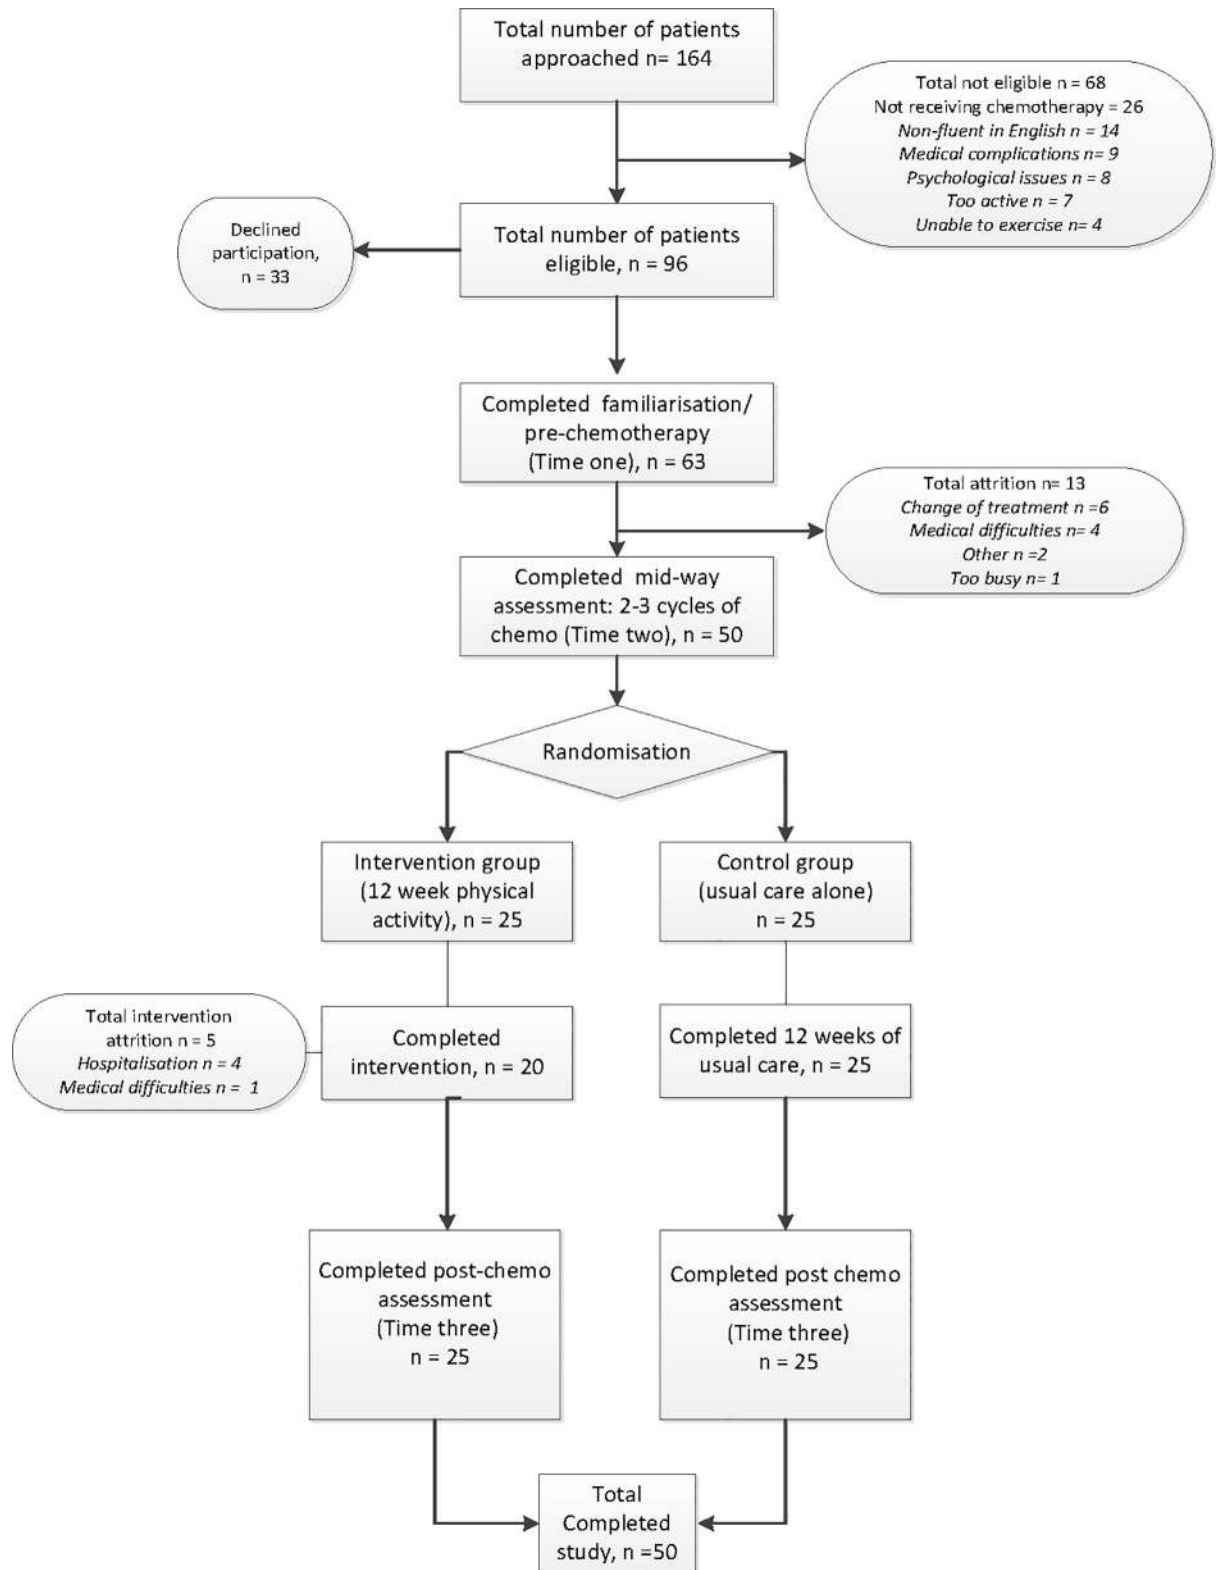 Total number of patients
approached n= 164
Total not eligible n = 68
Not receiving chemotherapy = 26
Non-fluent in English n = 14
Medical complications n= 9
Psychological issues n = 8
Too active n = 7
Unable to exercise n= 4
Declined
participation,
n = 33
Total number of patients
eligible, n = 96
Completed familiarisation/
pre-chemotherapy
(Time one), n = 63
Total attrition n= 13
Change of treatment n =6
Medical difficulties n= 4
Other n =2
Too busy n= 1
Completed mid-way
assessment: 2-3 cycles of
chemo (Time two), n = 50
Randomisation
Intervention group
(12 week physical
activity), n = 25
Control group
(usual care alone)
n = 25
Total intervention
attrition n = 5
Hospitalisation n = 4
Medical difficulties n = 1
Completed
intervention, n = 20
Completed 12 weeks of
usual care, n = 25
Completed post-chemo
assessment
(Time three)
n = 25
Completed post chemo
assessment
(Time three)
n = 25
Total
Completed
study, n =50